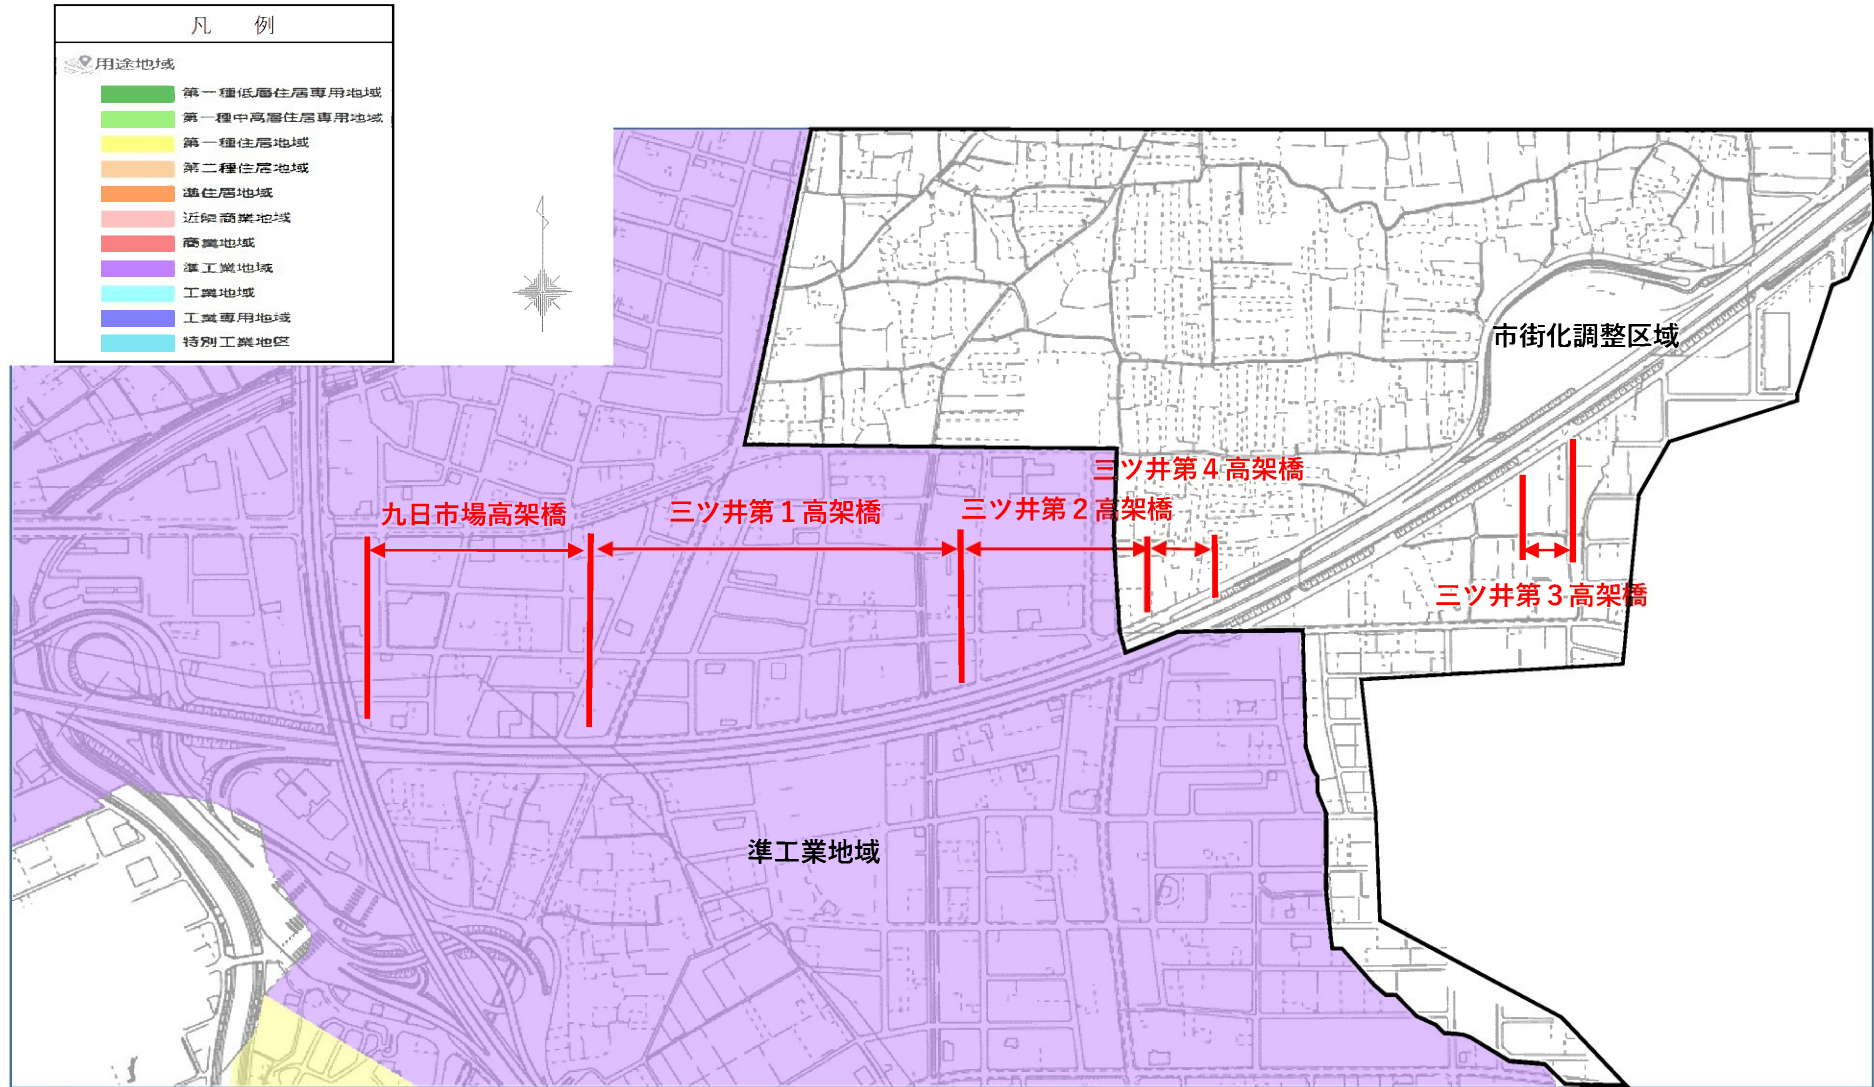 凡 例
用途地域
第一種低層住居専用地域
第一種中高層住居専用地域
第一種住居地域
第二種住居地域
準住居地域
近隣商業地域
商業地域
準工業地域
工業地域
工業専用地域
特別工業地区
市街化調整区域
三ツ井第４高架橋
九日市場高架橋
三ツ井第１高架橋
三ツ井第２高架橋
三ツ井第３高架橋
準工業地域